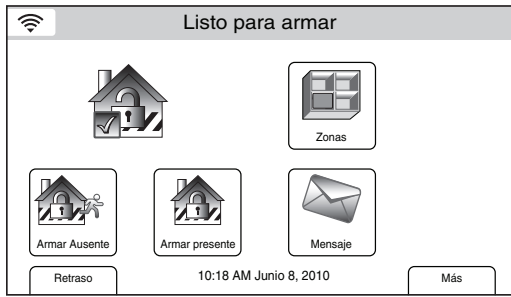 Listo para armar
Zonas
Armar Ausente
Armar presente
Mensaje
Retraso
10:18 AM Junio 8, 2010
Más